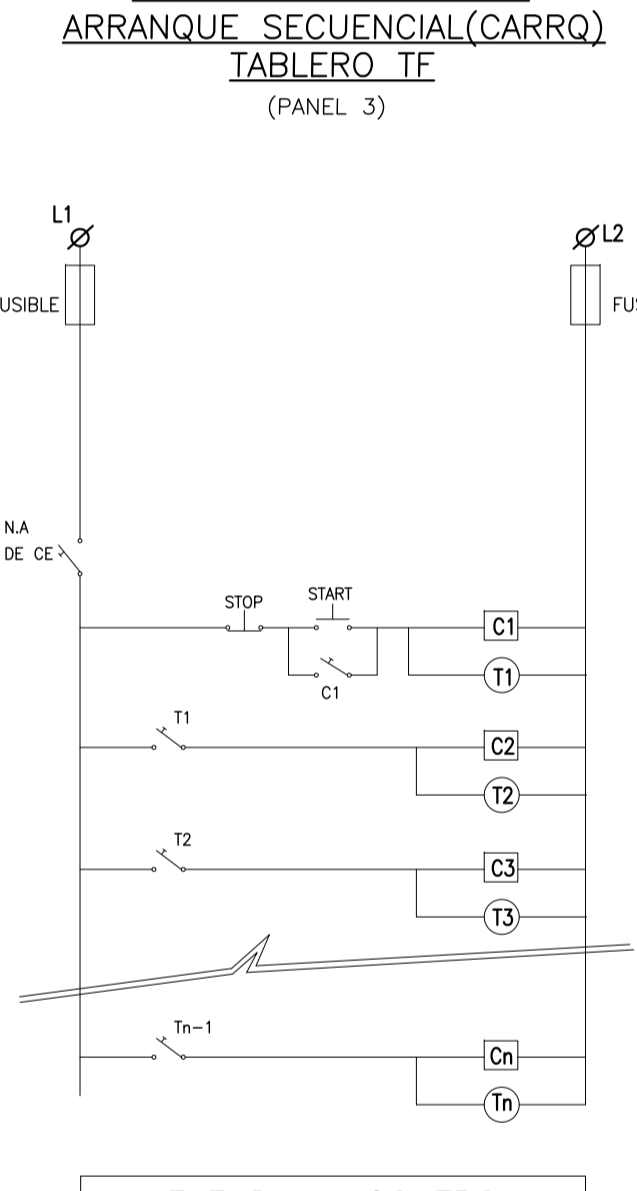 ARRANQUE SECUENCIAL(CARRQ)
TABLERO TF
(PANEL 3)
L1
L2
USIBLE
FUS
N.A
DE CE
STOP
START
C1
T1
C1
T1
C2
T2
T2
C3
T3
Tn-1
Cn
Tn